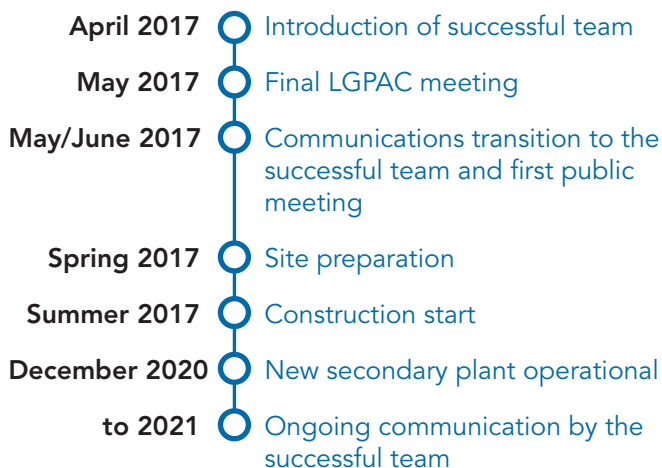 April 2017 Introduction of successful team
May 2017 Final LGPAC meeting
May/June 2017 Communications transition to the
successful team and first public
meeting
Spring 2017 Site preparation
Summer 2017 Construction start
December 2020 New secondary plant operational
to 2021 Ongoing communication by the
successful team